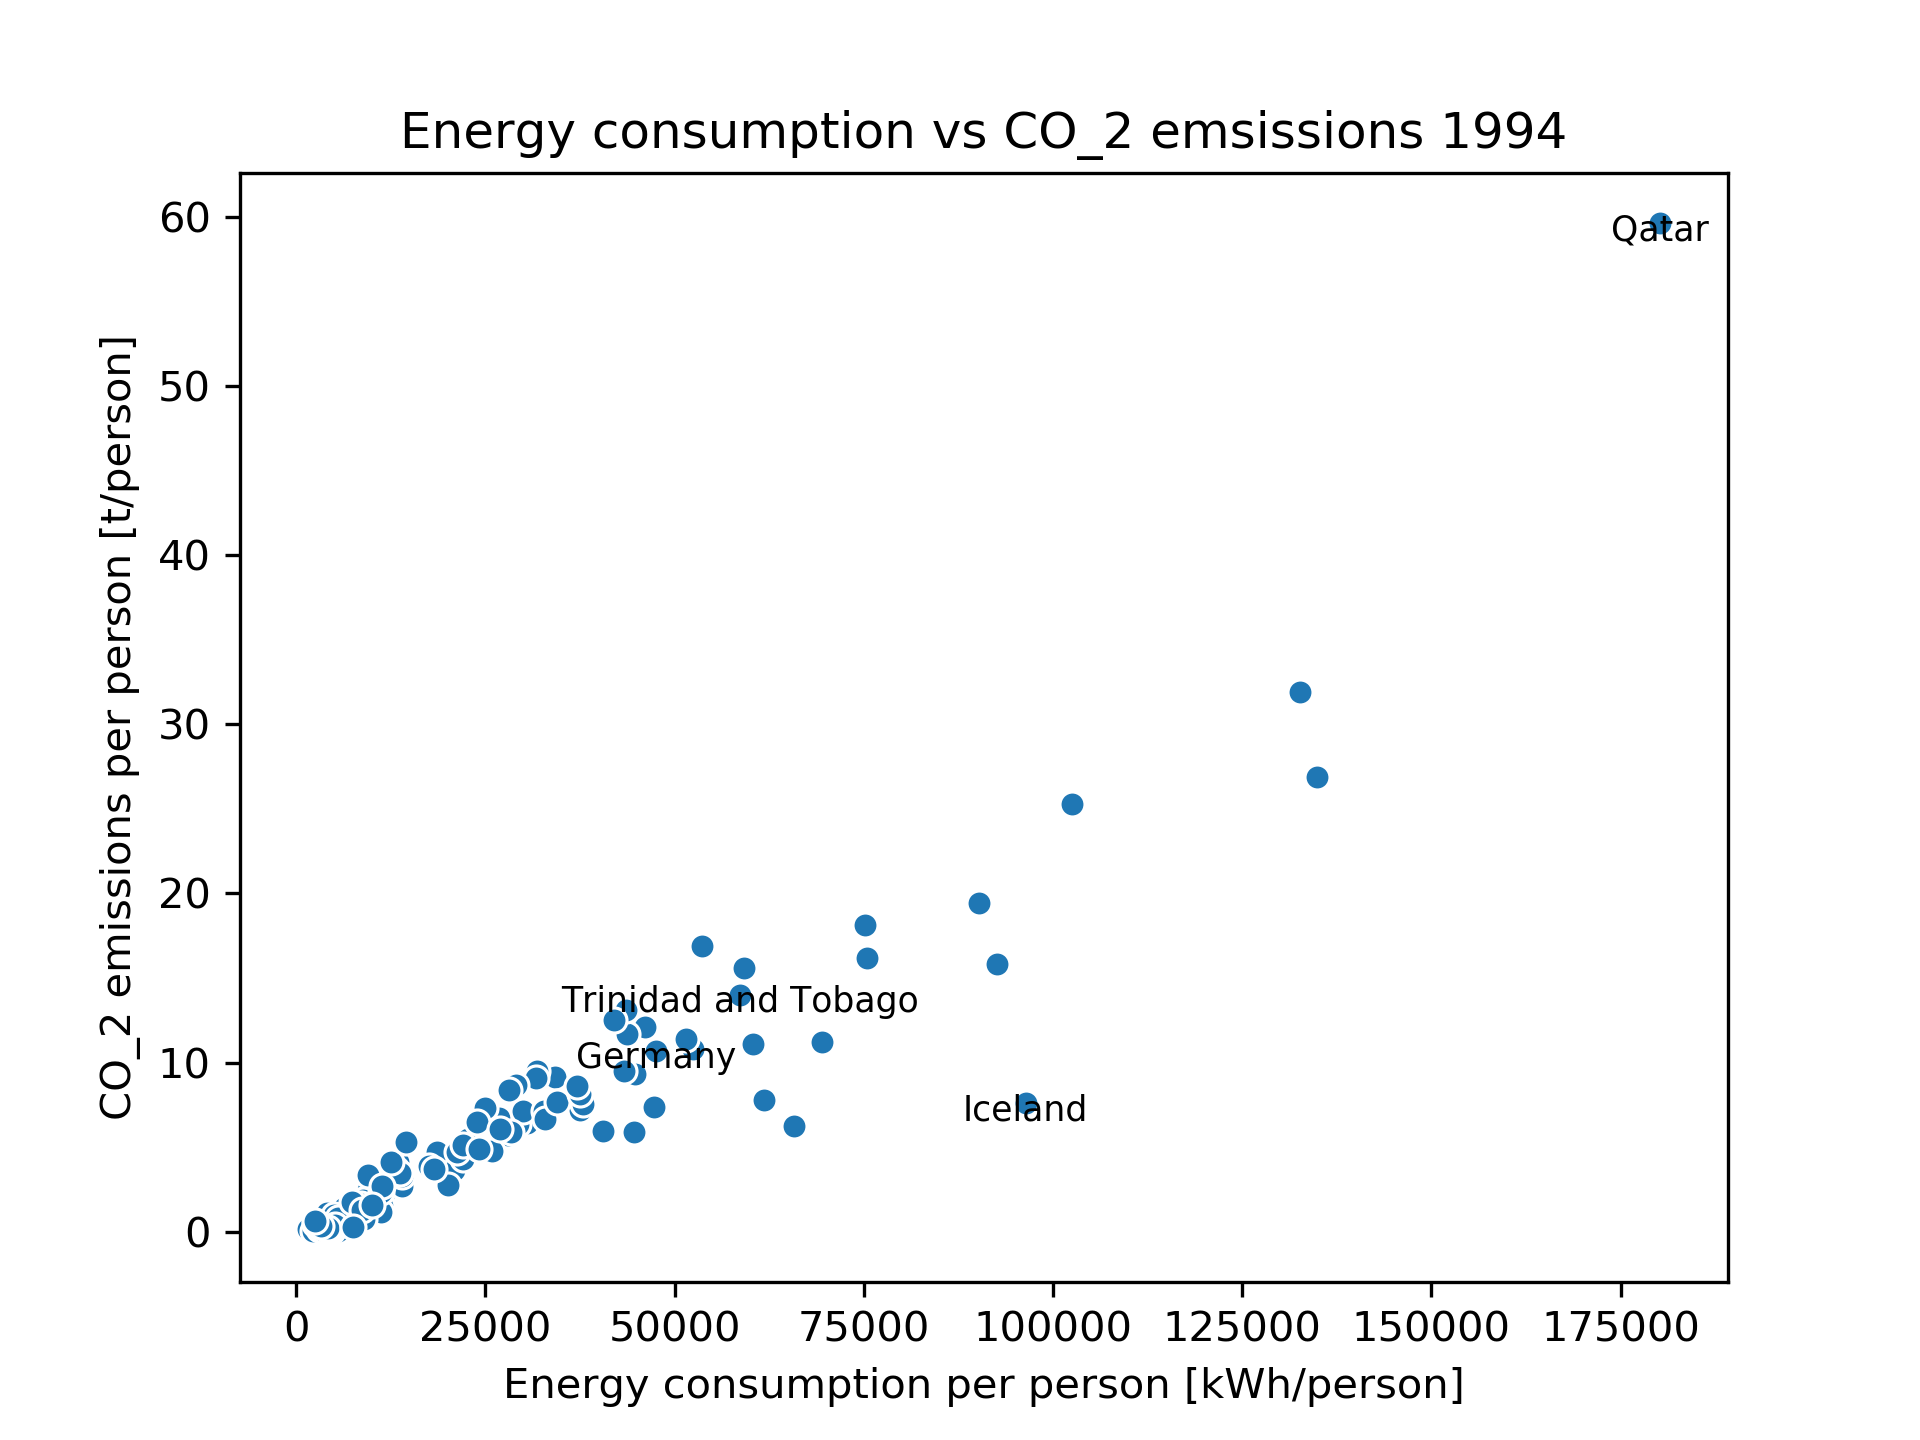 Energy consumption vs CO_2 emsissions 1994
60
50
40
30
20
10
0
CO_2 emissions per person [t/person]
Qatar
Trinidad and Tobago
Germany
Iceland
0 25000 50000 75000 100000 125000 150000 175000
Energy consumption per person [kWh/person]